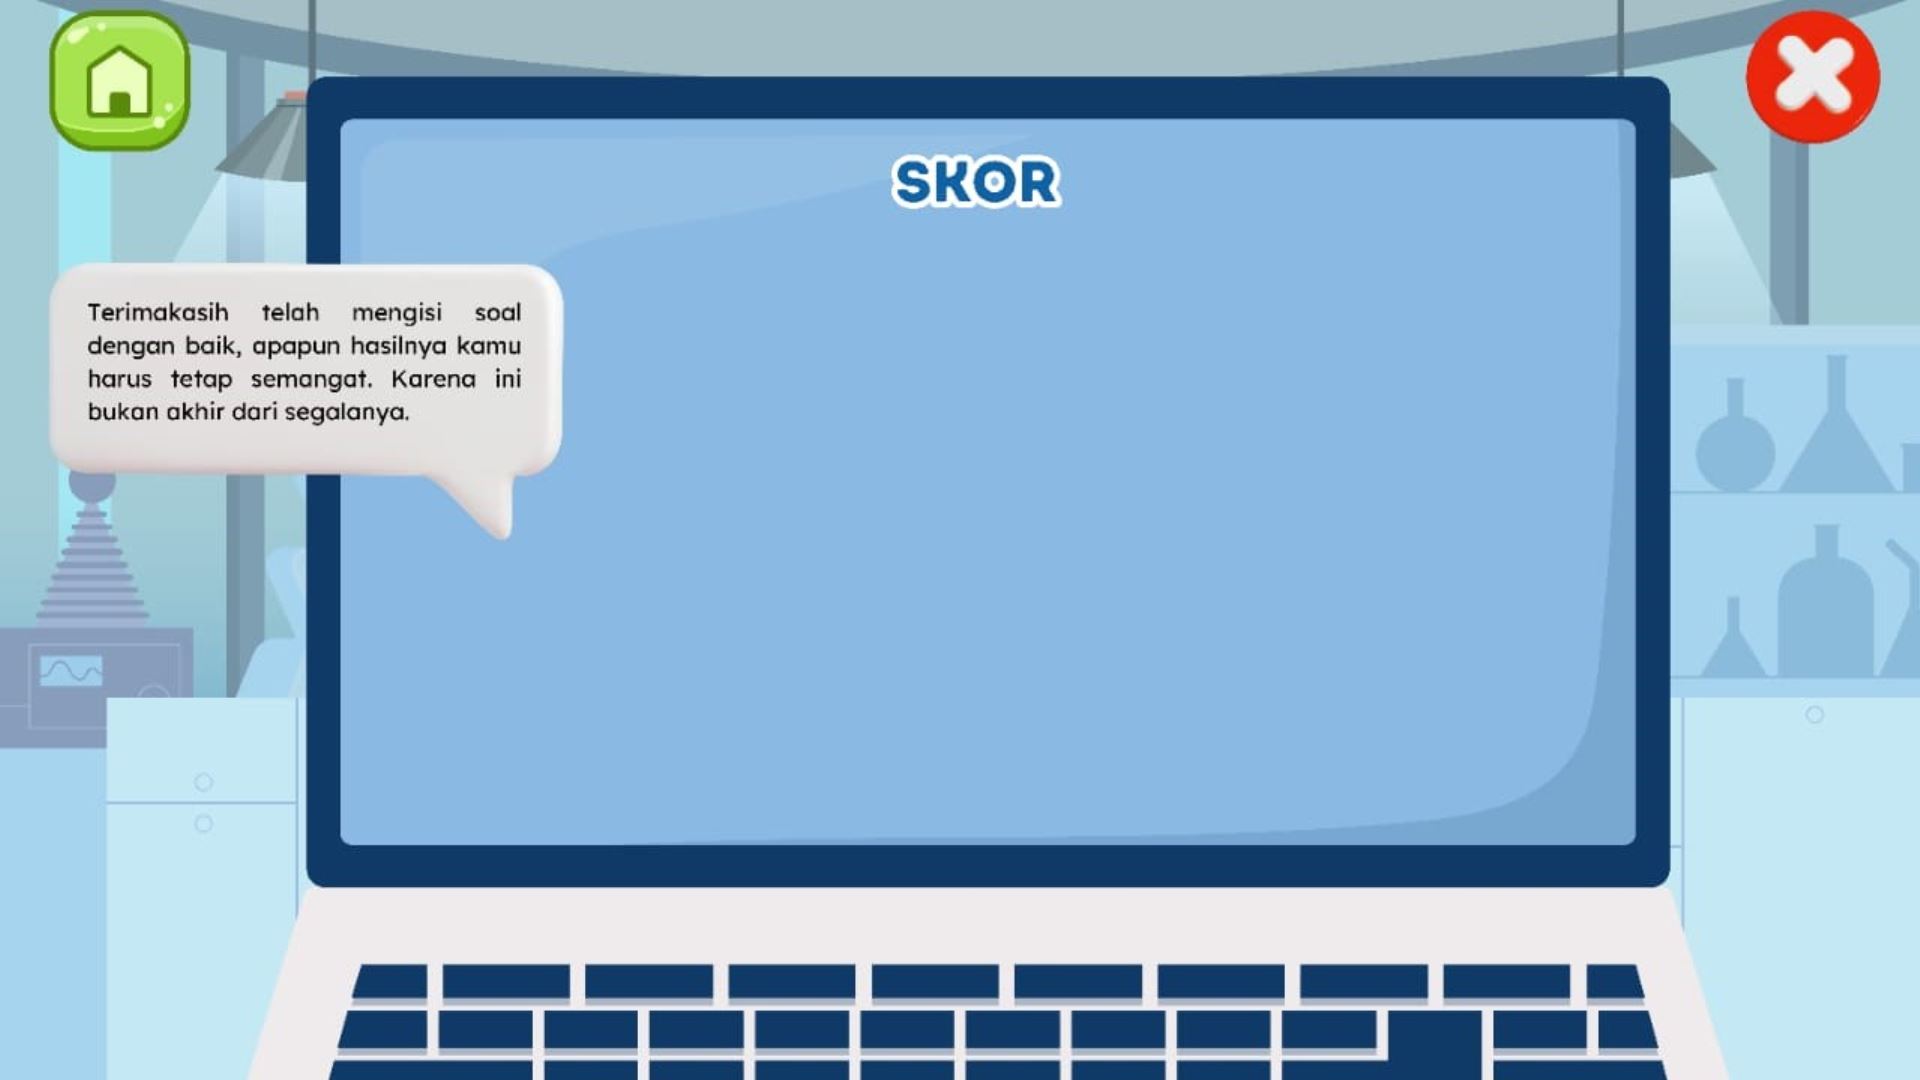 SKOR
Terimakasih telah mengisi soal
dengan baik, apapun hasilnya kamu
harus tetap semangat. Karena ini
bukan akhir dari segalanya.